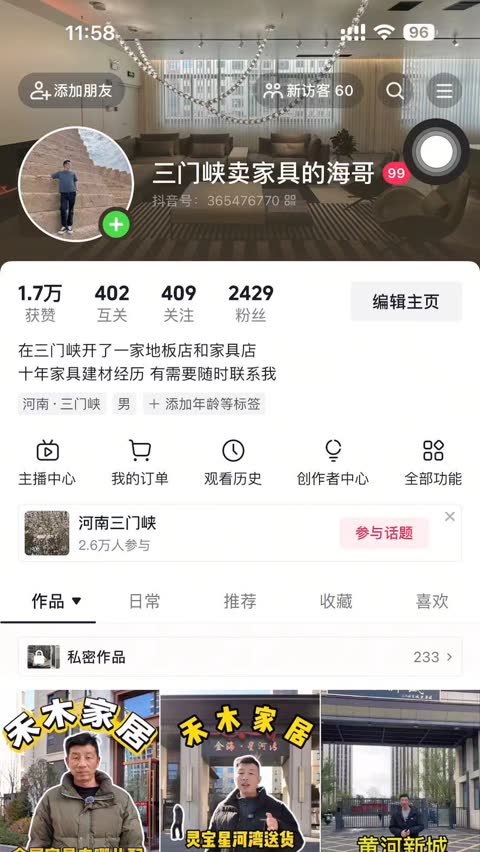 11:58
96
添加朋友
新访客 60
三门峡卖家具的海哥
99
抖音号：365476770
1.7万
402
409
2429
获赞
互关
关注
粉丝
编辑主页
在三门峡开了一家地板店和家具店
十年家具建材经历 有需要随时联系我
河南·三门峡
男
+ 添加年龄等标签
主播中心
我的订单
观看历史
创作者中心
全部功能
河南三门峡
2.6万人参与
参与话题
作品
日常
推荐
收藏
喜欢
私密作品
233
禾木家居
禾木家居
金海·星河湾
灵宝星河湾送货
黄河新城